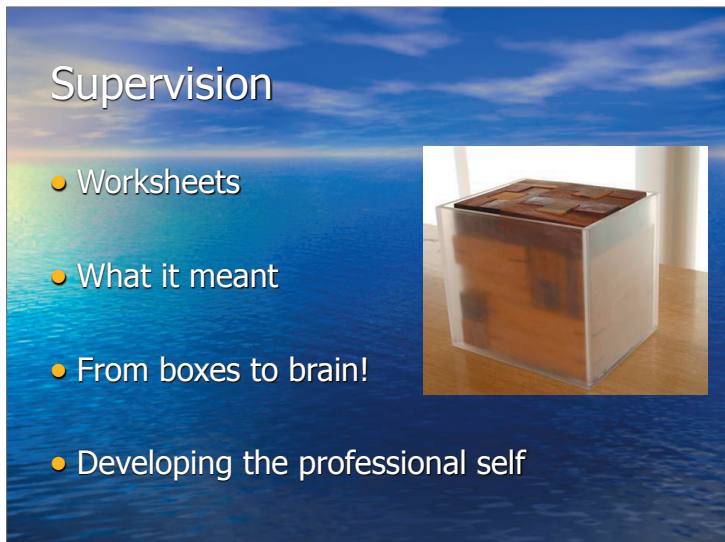 Supervision
Worksheets
What it meant
From boxes to brain!
Developing the professional self